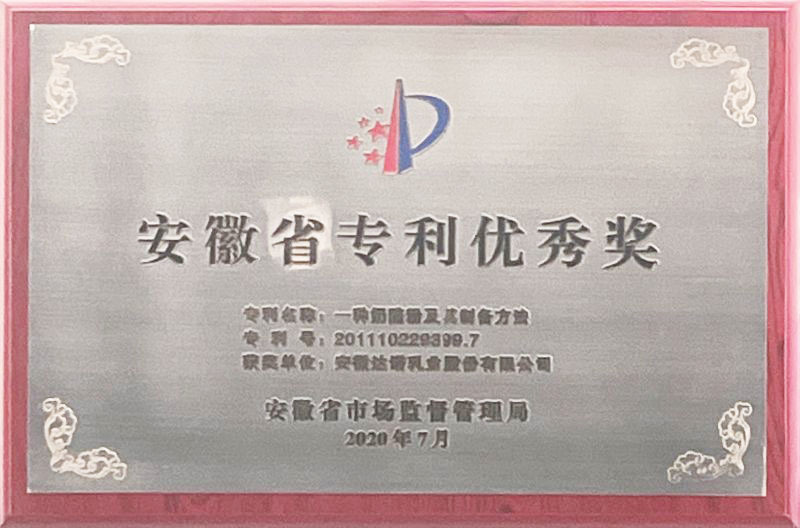 安徽省专利优秀奖
专利名称：一种奶醋粉及其制备方法
专 利 号：201110229399.7
获奖单位：安徽达诺乳业股份有限公司
安徽省市场监督管理局
2020年7月